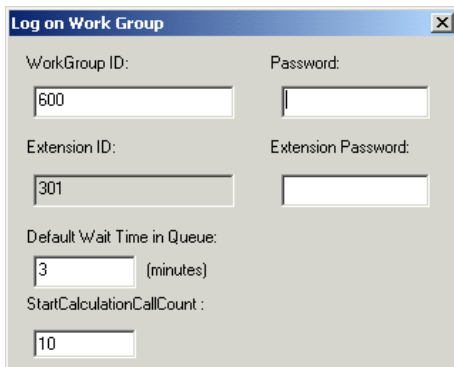 Log on Work Group
WorkGroup ID: Password:
600
Extension ID: Extension Password:
301
Default Wait Time in Queue:
3 (minutes)
StartCalculationCallCount :
10